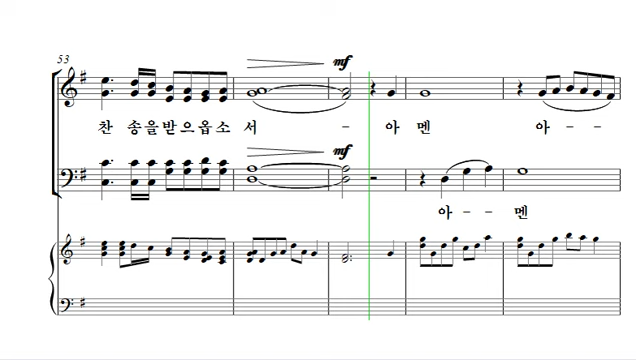 53
mf
찬 송을받으옵소 서 - 아 멘 아--
mf
아-- 멘